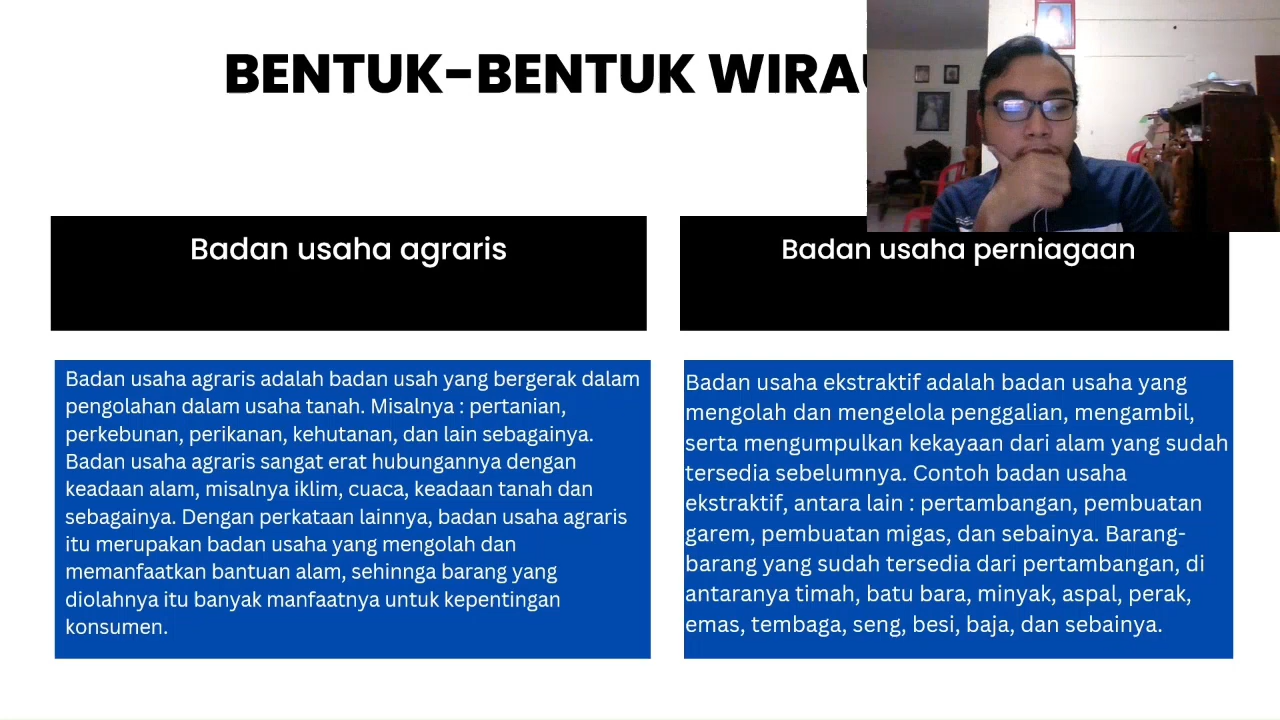 BENTUK-BENTUK
Badan usaha agraris
Badan usaha agraris adalah badan usah yang bergerak dalam
pengolahan dalam usaha tanah. Misalnya : pertanian,
perkebunan, perikanan, kehutanan, dan lain sebagainya.
Badan usaha agraris sangat erat hubungannya dengan
keadaan alam, misalnya iklim, cuaca, keadaan tanah dan
sebagainya. Dengan perkataan lainnya, badan usaha agraris
itu merupakan badan usaha yang mengolah dan
memanfaatkan bantuan alam, sehinnga barang yang
diolahnya itu banyak manfaatnya untuk kepentingan
konsumen.
Badan usaha perniagaan
Badan usaha ekstraktif adalah badan usaha yang
mengolah dan mengelola penggalian, mengambil,
serta mengumpulkan kekayaan dari alam yang sudah
tersedia sebelumnya. Contoh badan usaha
ekstraktif, antara lain : pertambangan, pembuatan
garem, pembuatan migas, dan sebainya. Barang-
barang yang sudah tersedia dari pertambangan, di
antaranya timah, batu bara, minyak, aspal, perak,
emas, tembaga, seng, besi, baja, dan sebainya.